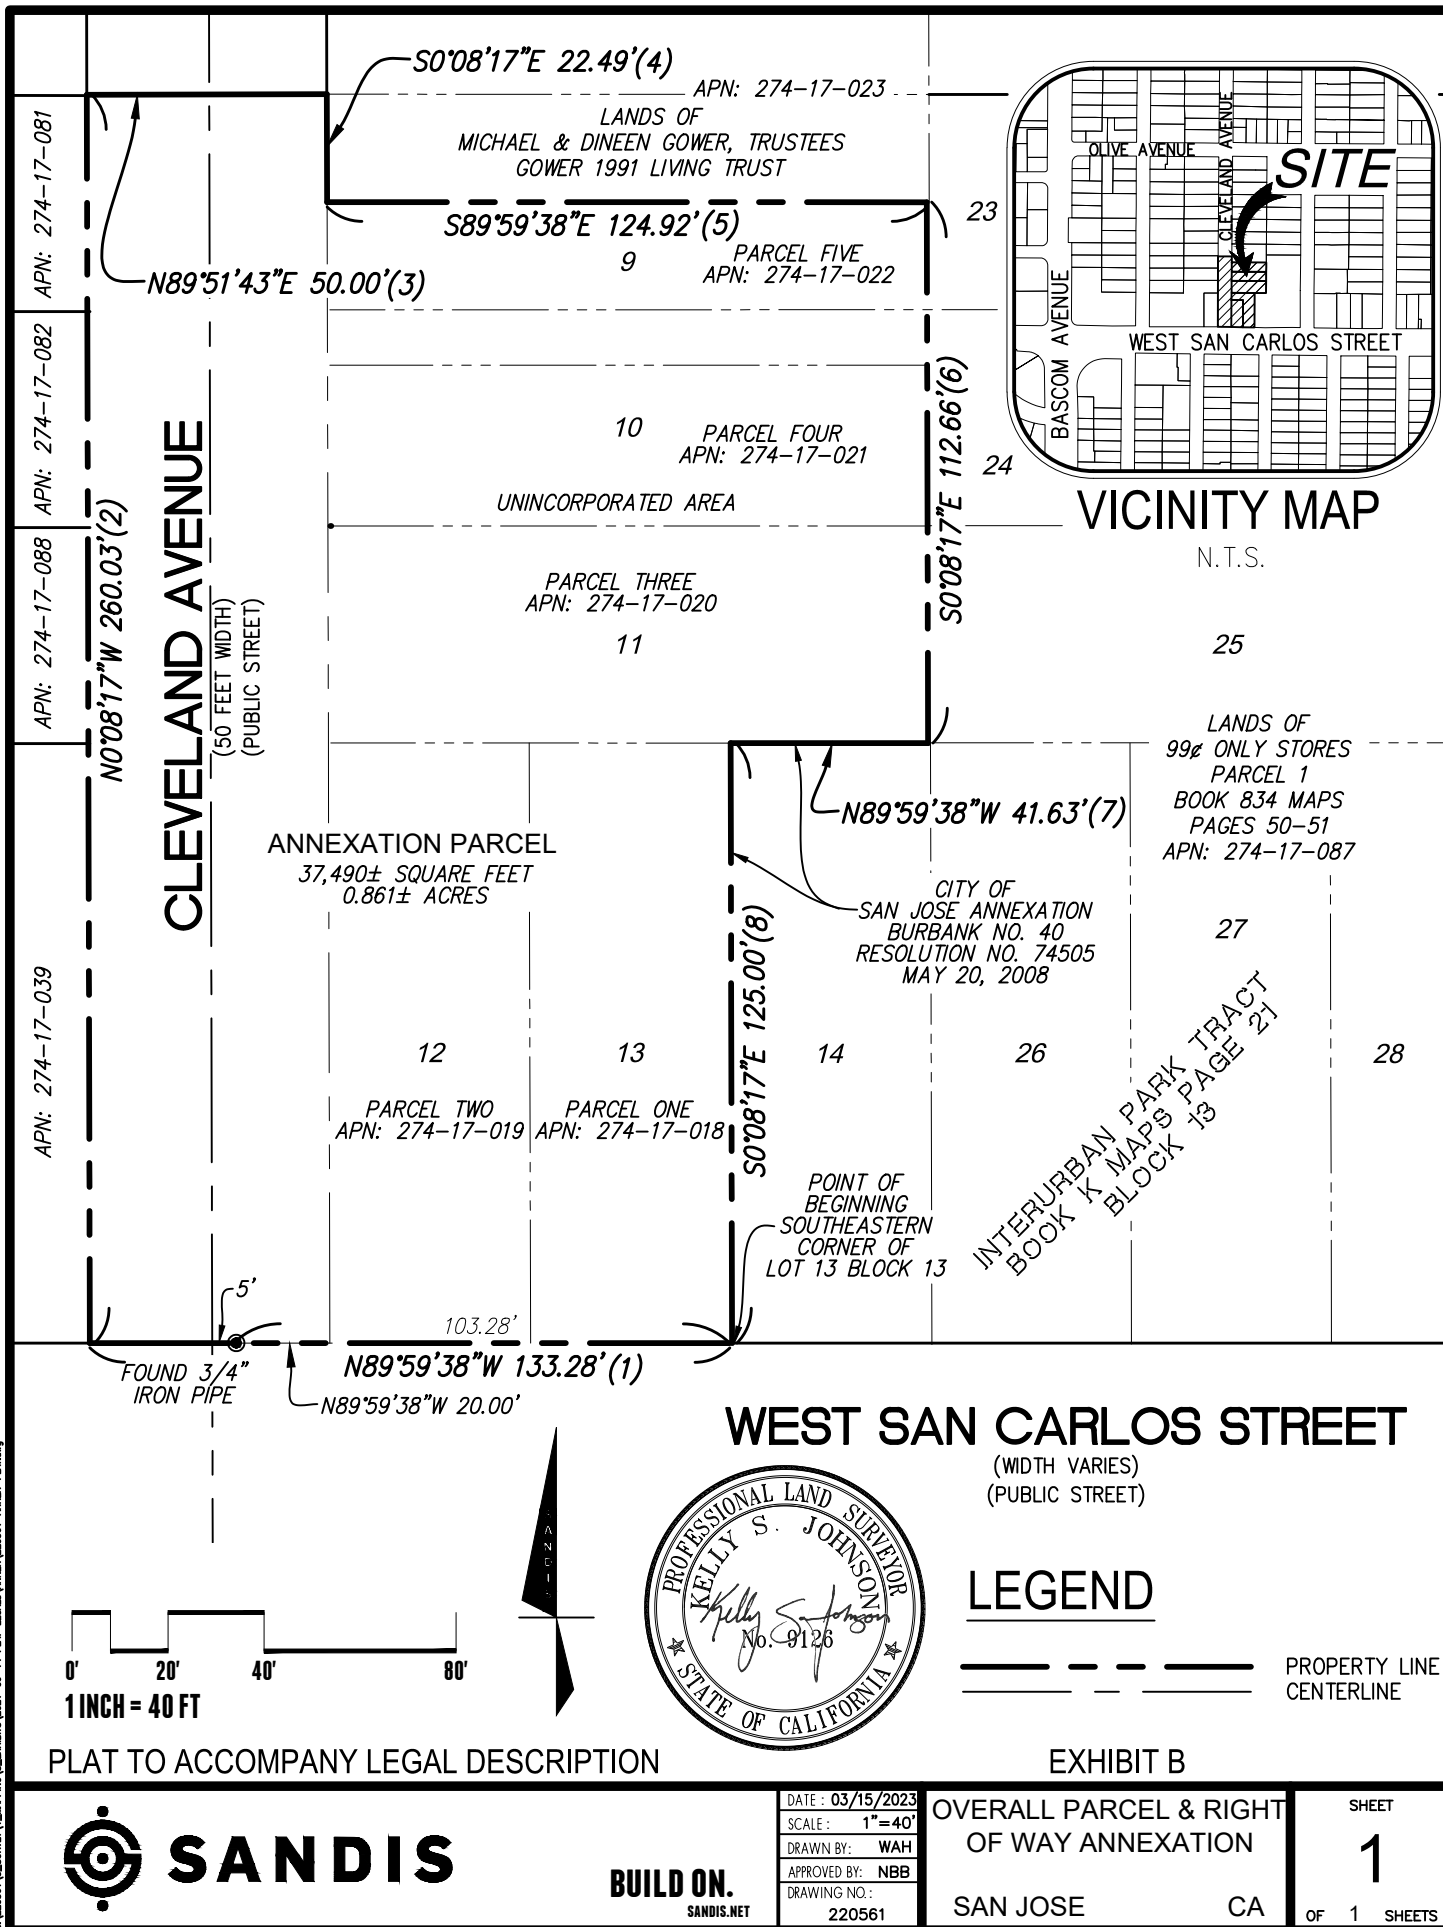 S0°08'17"E 22.49'(4)
APN: 274-17-023
LANDS OF
MICHAEL & DINEEN GOWER, TRUSTEES
GOWER 1991 LIVING TRUST
S89°59'38"E 124.92'(5)
N89°51'43"E 50.00'(3)
9
PARCEL FIVE
APN: 274-17-022
23
APN: 274-17-081
APN: 274-17-082
APN: 274-17-088
APN: 274-17-039
N0°08'17"W 260.03'(2)
CLEVELAND AVENUE
(50 FEET WIDTH)
(PUBLIC STREET)
10
PARCEL FOUR
APN: 274-17-021
UNINCORPORATED AREA
S0°08'17"E 112.66'(6)
24
PARCEL THREE
APN: 274-17-020
11
OLIVE AVENUE
CLEVELAND AVENUE
SITE
BASCOM AVENUE
WEST SAN CARLOS STREET
VICINITY MAP
N.T.S.
25
LANDS OF
99¢ ONLY STORES
PARCEL 1
BOOK 834 MAPS
PAGES 50-51
APN: 274-17-087
N89°59'38"W 41.63'(7)
ANNEXATION PARCEL
37,490± SQUARE FEET
0.861± ACRES
CITY OF
SAN JOSE ANNEXATION
BURBANK NO. 40
RESOLUTION NO. 74505
MAY 20, 2008
27
S0°08'17"E 125.00'(8)
12
13
14
26
28
PARCEL TWO
APN: 274-17-019
PARCEL ONE
APN: 274-17-018
INTERURBAN PARK TRACT
BOOK K MAPS PAGE 21
BLOCK 13
POINT OF
BEGINNING
SOUTHEASTERN
CORNER OF
LOT 13 BLOCK 13
5'
103.28'
FOUND 3/4"
IRON PIPE
N89°59'38"W 133.28'(1)
N89°59'38"W 20.00'
WEST SAN CARLOS STREET
(WIDTH VARIES)
(PUBLIC STREET)
SANDIS
PROFESSIONAL LAND SURVEYOR
KELLY S. JOHNSON
Kelly S. Johnson
No. 9126
STATE OF CALIFORNIA
LEGEND
PROPERTY LINE
CENTERLINE
0' 20' 40' 80'
1 INCH = 40 FT
PLAT TO ACCOMPANY LEGAL DESCRIPTION
EXHIBIT B
SANDIS
BUILD ON.
SANDIS.NET
DATE: 03/15/2023
SCALE: 1"=40'
DRAWN BY: WAH
APPROVED BY: NBB
DRAWING NO.:
220561
OVERALL PARCEL & RIGHT
OF WAY ANNEXATION
SAN JOSE CA
SHEET
1
OF 1 SHEETS